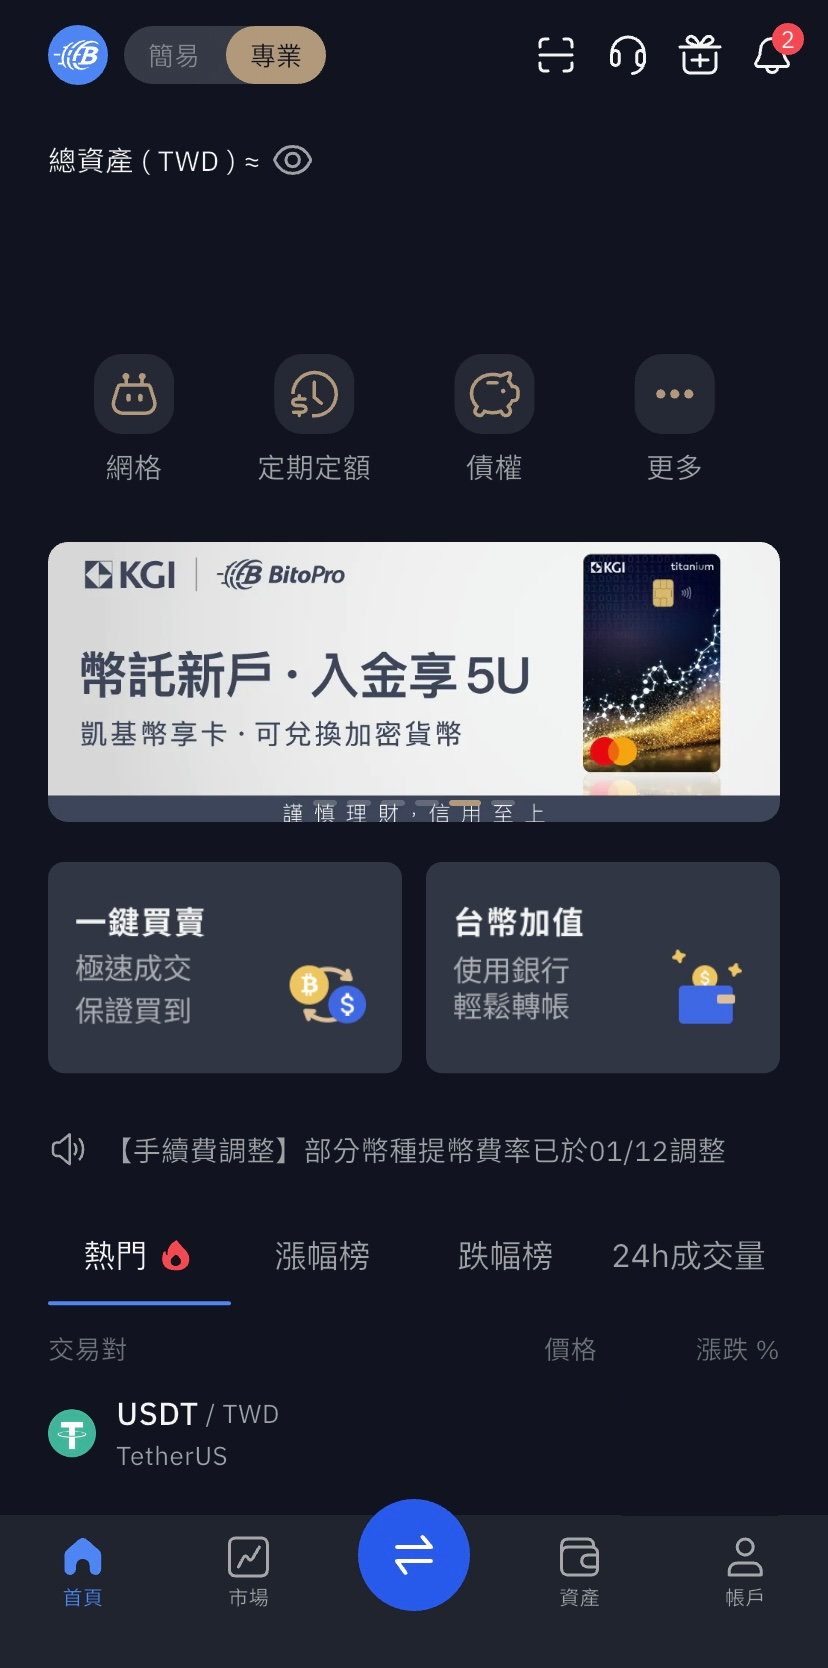 簡易 專業 2
總資產 ( TWD ) ≈
網格 定期定額 債權 更多
KGI BitoPro
KGI titanium
幣託新戶・入金享 5U
凱基幣享卡・可兌換加密貨幣
謹慎理財，信用至上
一鍵買賣
極速成交
保證買到
台幣加值
使用銀行
輕鬆轉帳
【手續費調整】部分幣種提幣費率已於01/12調整
熱門 漲幅榜 跌幅榜 24h成交量
交易對 價格 漲跌 %
USDT / TWD
TetherUS
首頁 市場 資產 帳戶